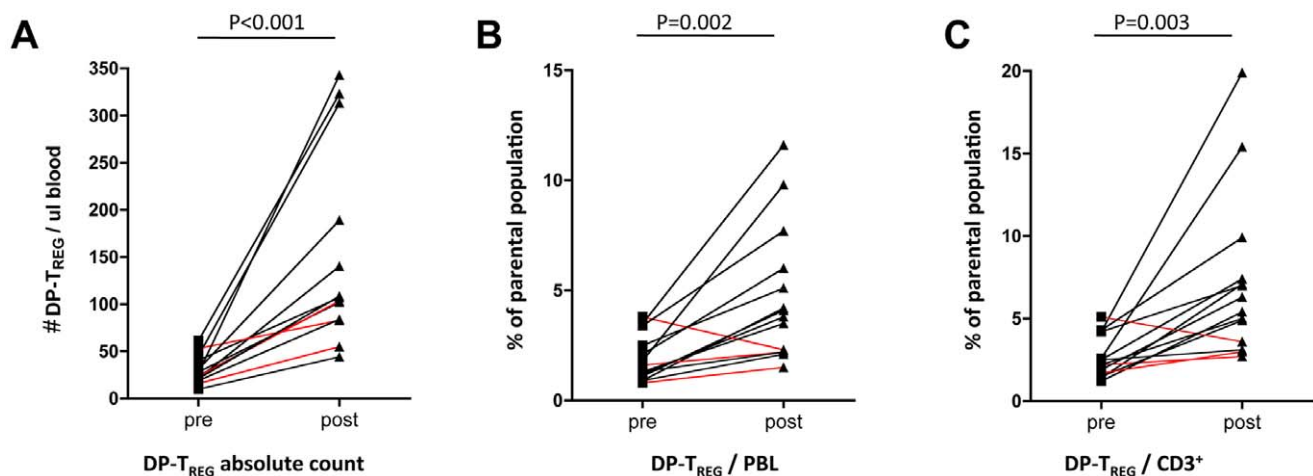 A
P<0.001
# DP-TREG / ul blood
350
300
250
200
150
100
50
0
pre
post
DP-TREG absolute count
B
P=0.002
% of parental population
15
10
5
0
pre
post
DP-TREG / PBL
C
P=0.003
% of parental population
20
15
10
5
0
pre
post
DP-TREG / CD3+